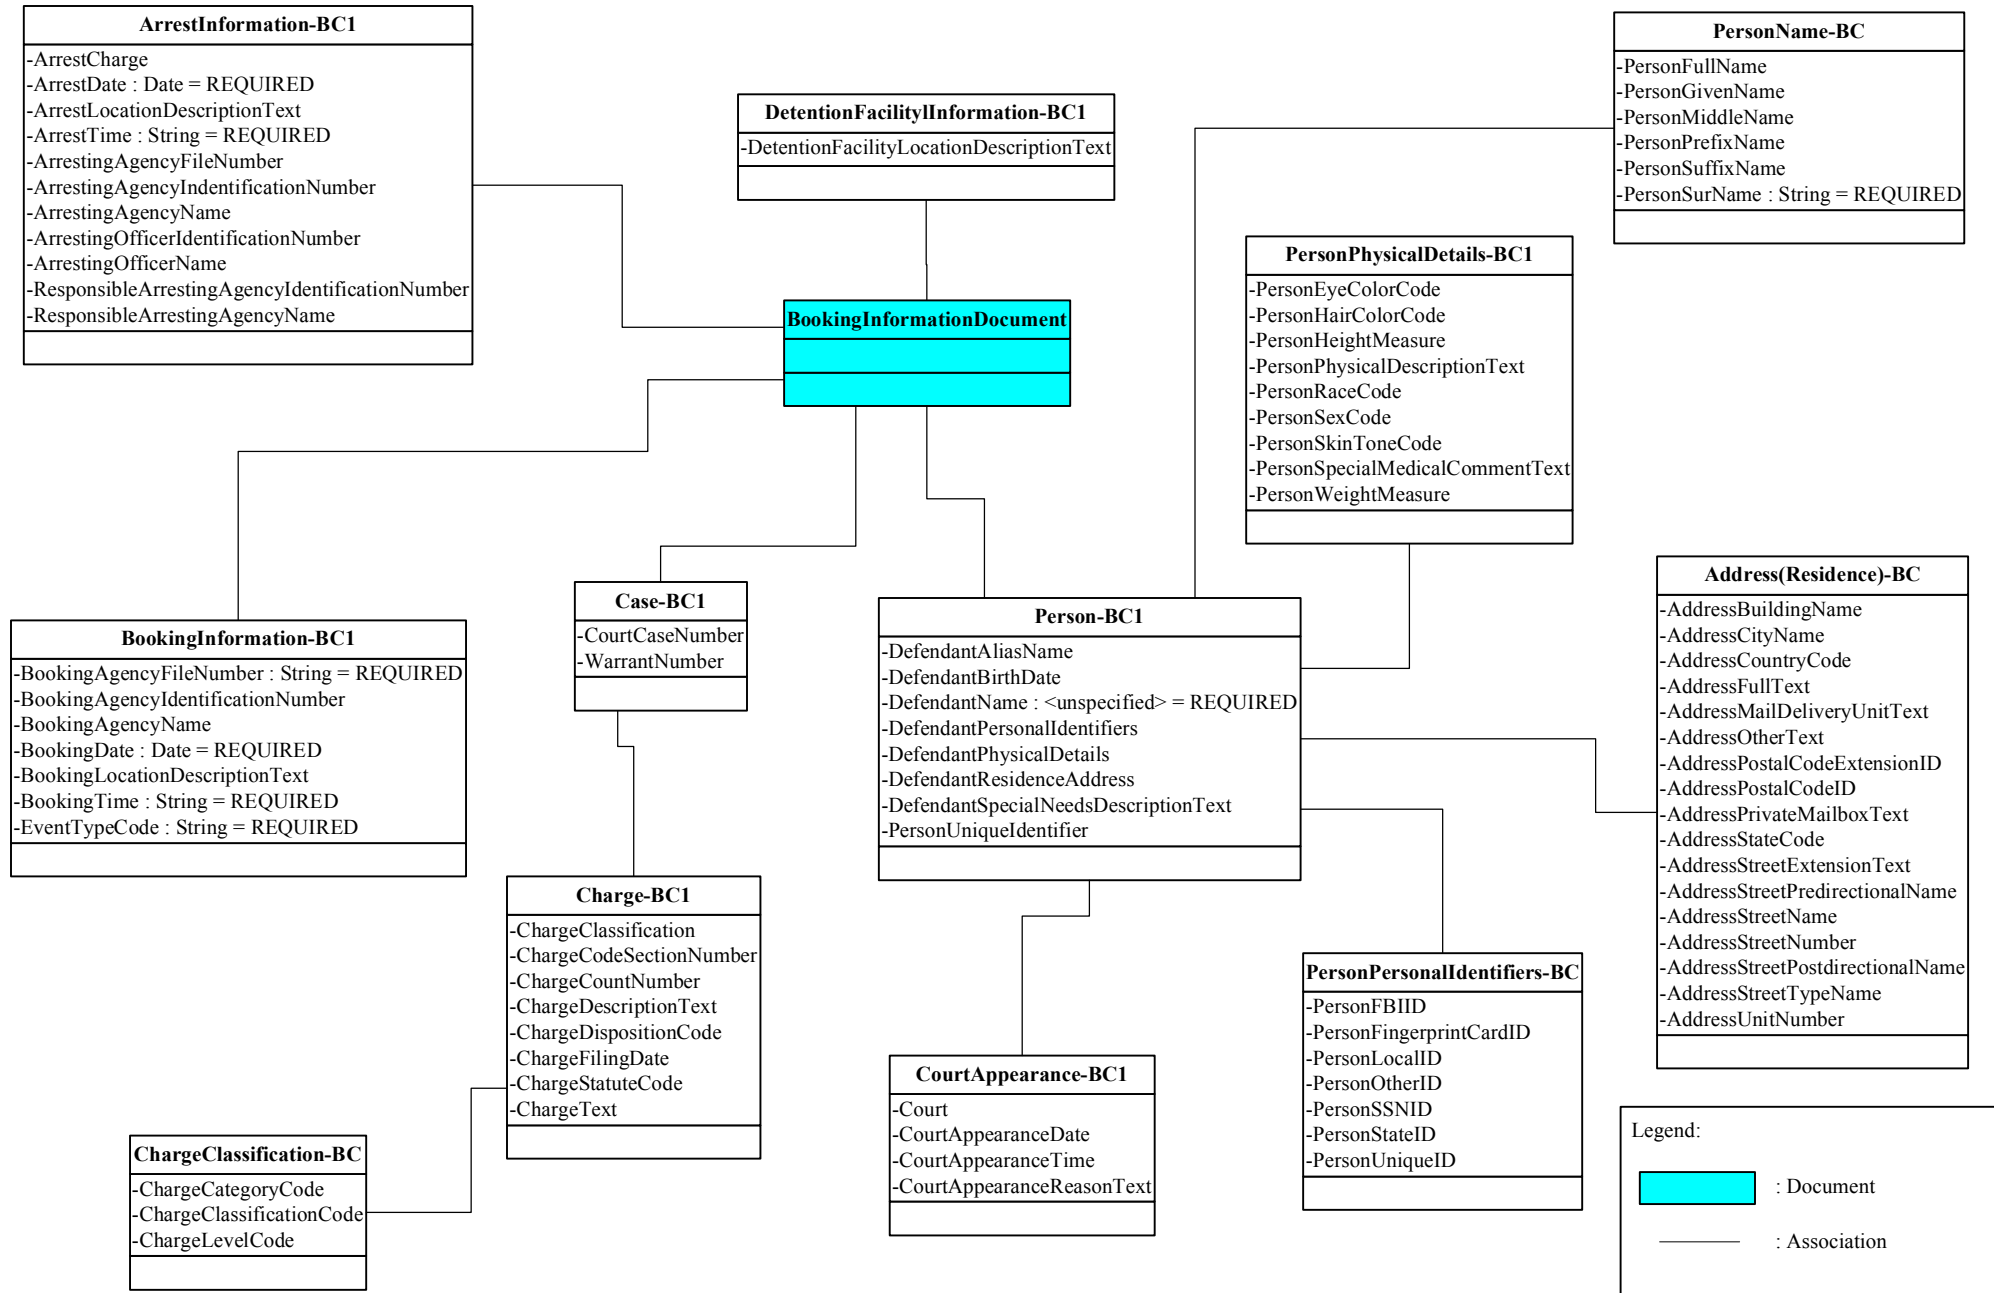 ArrestInformation-BC1
-ArrestCharge
-ArrestDate : Date = REQUIRED
-ArrestLocationDescriptionText
-ArrestTime : String = REQUIRED
-ArrestingAgencyFileNumber
-ArrestingAgencyIndentificationNumber
-ArrestingAgencyName
-ArrestingOfficerIdentificationNumber
-ArrestingOfficerName
-ResponsibleArrestingAgencyIdentificationNumber
-ResponsibleArrestingAgencyName
DetentionFacilitylInformation-BC1
-DetentionFacilityLocationDescriptionText
PersonName-BC
-PersonFullName
-PersonGivenName
-PersonMiddleName
-PersonPrefixName
-PersonSuffixName
-PersonSurName : String = REQUIRED
BookingInformationDocument
PersonPhysicalDetails-BC1
-PersonEyeColorCode
-PersonHairColorCode
-PersonHeightMeasure
-PersonPhysicalDescriptionText
-PersonRaceCode
-PersonSexCode
-PersonSkinToneCode
-PersonSpecialMedicalCommentText
-PersonWeightMeasure
BookingInformation-BC1
-BookingAgencyFileNumber : String = REQUIRED
-BookingAgencyIdentificationNumber
-BookingAgencyName
-BookingDate : Date = REQUIRED
-BookingLocationDescriptionText
-BookingTime : String = REQUIRED
-EventTypeCode : String = REQUIRED
Case-BC1
-CourtCaseNumber
-WarrantNumber
Person-BC1
-DefendantAliasName
-DefendantBirthDate
-DefendantName : <unspecified> = REQUIRED
-DefendantPersonalIdentifiers
-DefendantPhysicalDetails
-DefendantResidenceAddress
-DefendantSpecialNeedsDescriptionText
-PersonUniqueIdentifier
Address(Residence)-BC
-AddressBuildingName
-AddressCityName
-AddressCountryCode
-AddressFullText
-AddressMailDeliveryUnitText
-AddressOtherText
-AddressPostalCodeExtensionID
-AddressPostalCodeID
-AddressPrivateMailboxText
-AddressStateCode
-AddressStreetExtensionText
-AddressStreetPredirectionalName
-AddressStreetName
-AddressStreetNumber
-AddressStreetPostdirectionalName
-AddressStreetTypeName
-AddressUnitNumber
Charge-BC1
-ChargeClassification
-ChargeCodeSectionNumber
-ChargeCountNumber
-ChargeDescriptionText
-ChargeDispositionCode
-ChargeFilingDate
-ChargeStatuteCode
-ChargeText
PersonPersonalIdentifiers-BC
-PersonFBIID
-PersonFingerprintCardID
-PersonLocalID
-PersonOtherID
-PersonSSNID
-PersonStateID
-PersonUniqueID
CourtAppearance-BC1
-Court
-CourtAppearanceDate
-CourtAppearanceTime
-CourtAppearanceReasonText
ChargeClassification-BC
-ChargeCategoryCode
-ChargeClassificationCode
-ChargeLevelCode
Legend:
: Document
: Association